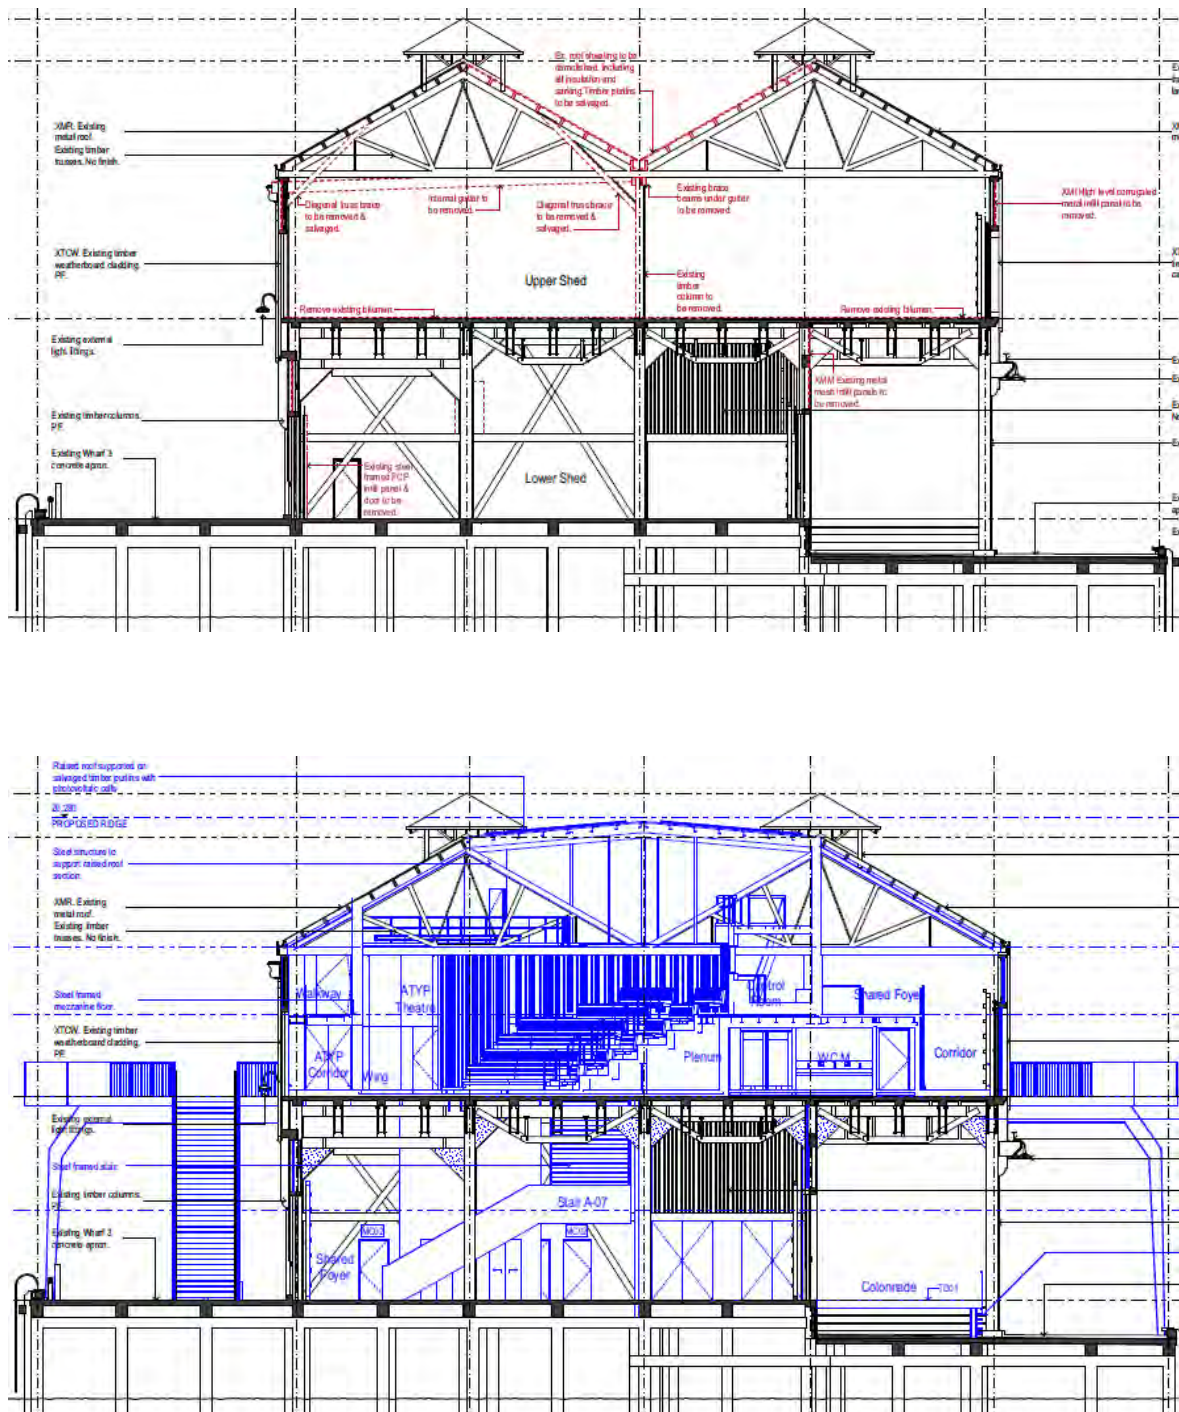 Ex. roof sheeting to be
demolished, including
all insulation and
sarking. Timber purlins
to be salvaged.
XMR. Existing
metal roof.
Existing timber
trusses. No finish.
Diagonal truss brace
to be removed &
salvaged.
Internal gutter to
be removed.
Diagonal truss brace
to be removed &
salvaged.
Existing brace
beams under gutter
to be removed.
XMI High level corrugated
metal infill panel to be
removed.
XTCW. Existing timber
weatherboard cladding.
P.F.
Upper Shed
Existing
timber
column to
be removed.
Remove existing bitumen.
Remove existing bitumen.
Existing external
light fittings.
XMM Existing metal
mesh infill panels to
be removed.
Existing timber columns.
P.F.
Existing Wharf 3
concrete apron.
Existing steel
framed FCP
infill panel &
door to be
removed.
Lower Shed
Raised roof supported on
salvaged timber purlins with
photovoltaic cells
20,280
PROPOSED RIDGE
Steel structure to
support raised roof
section.
XMR. Existing
metal roof.
Existing timber
trusses. No finish.
Steel framed
mezzanine floor.
Walkway
ATYP
Theatre
Control
Room
Shared Foyer
XTCW. Existing timber
weatherboard cladding.
P.F.
ATYP
Corridor
Wing
Plenum
W.C.M
Corridor
Existing external
light fittings.
Steel framed stair.
Existing timber columns.
P.F.
Stair A-07
Existing Wharf 3
concrete apron.
Shared
Foyer
Colonnade